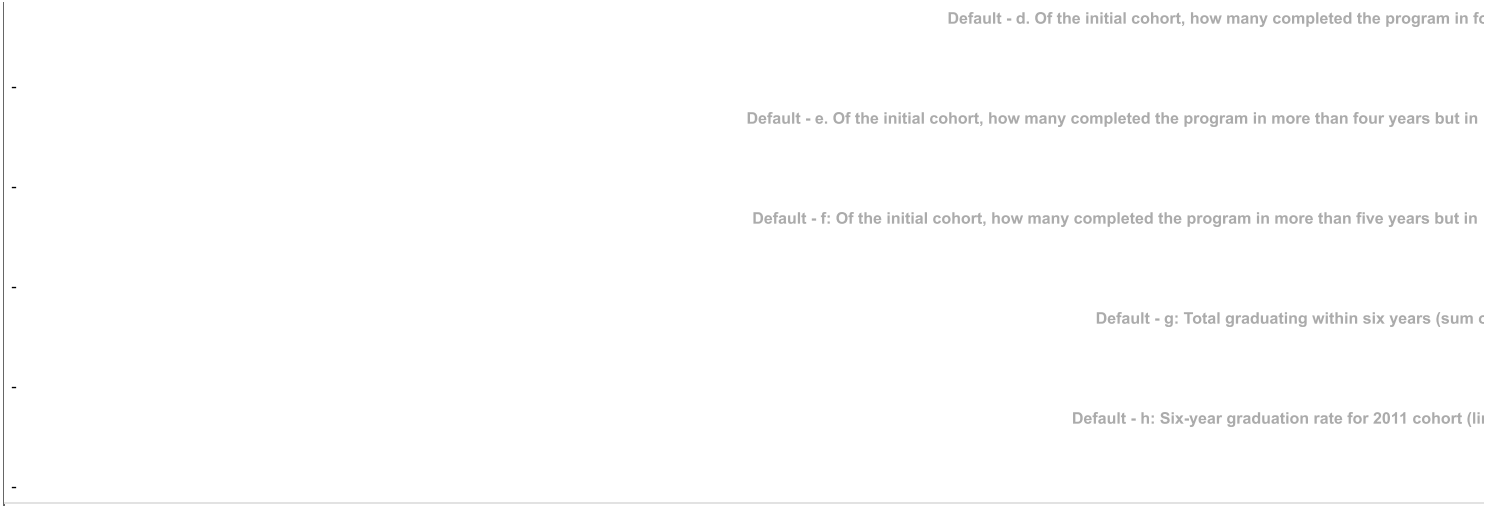 Default - d. Of the initial cohort, how many completed the program in
-
Default - e. Of the initial cohort, how many completed the program in more than four years but in
-
Default - f: Of the initial cohort, how many completed the program in more than five years but in
-
Default - g: Total graduating within six years (sum
-
Default - h: Six-year graduation rate for 2011 cohort
-